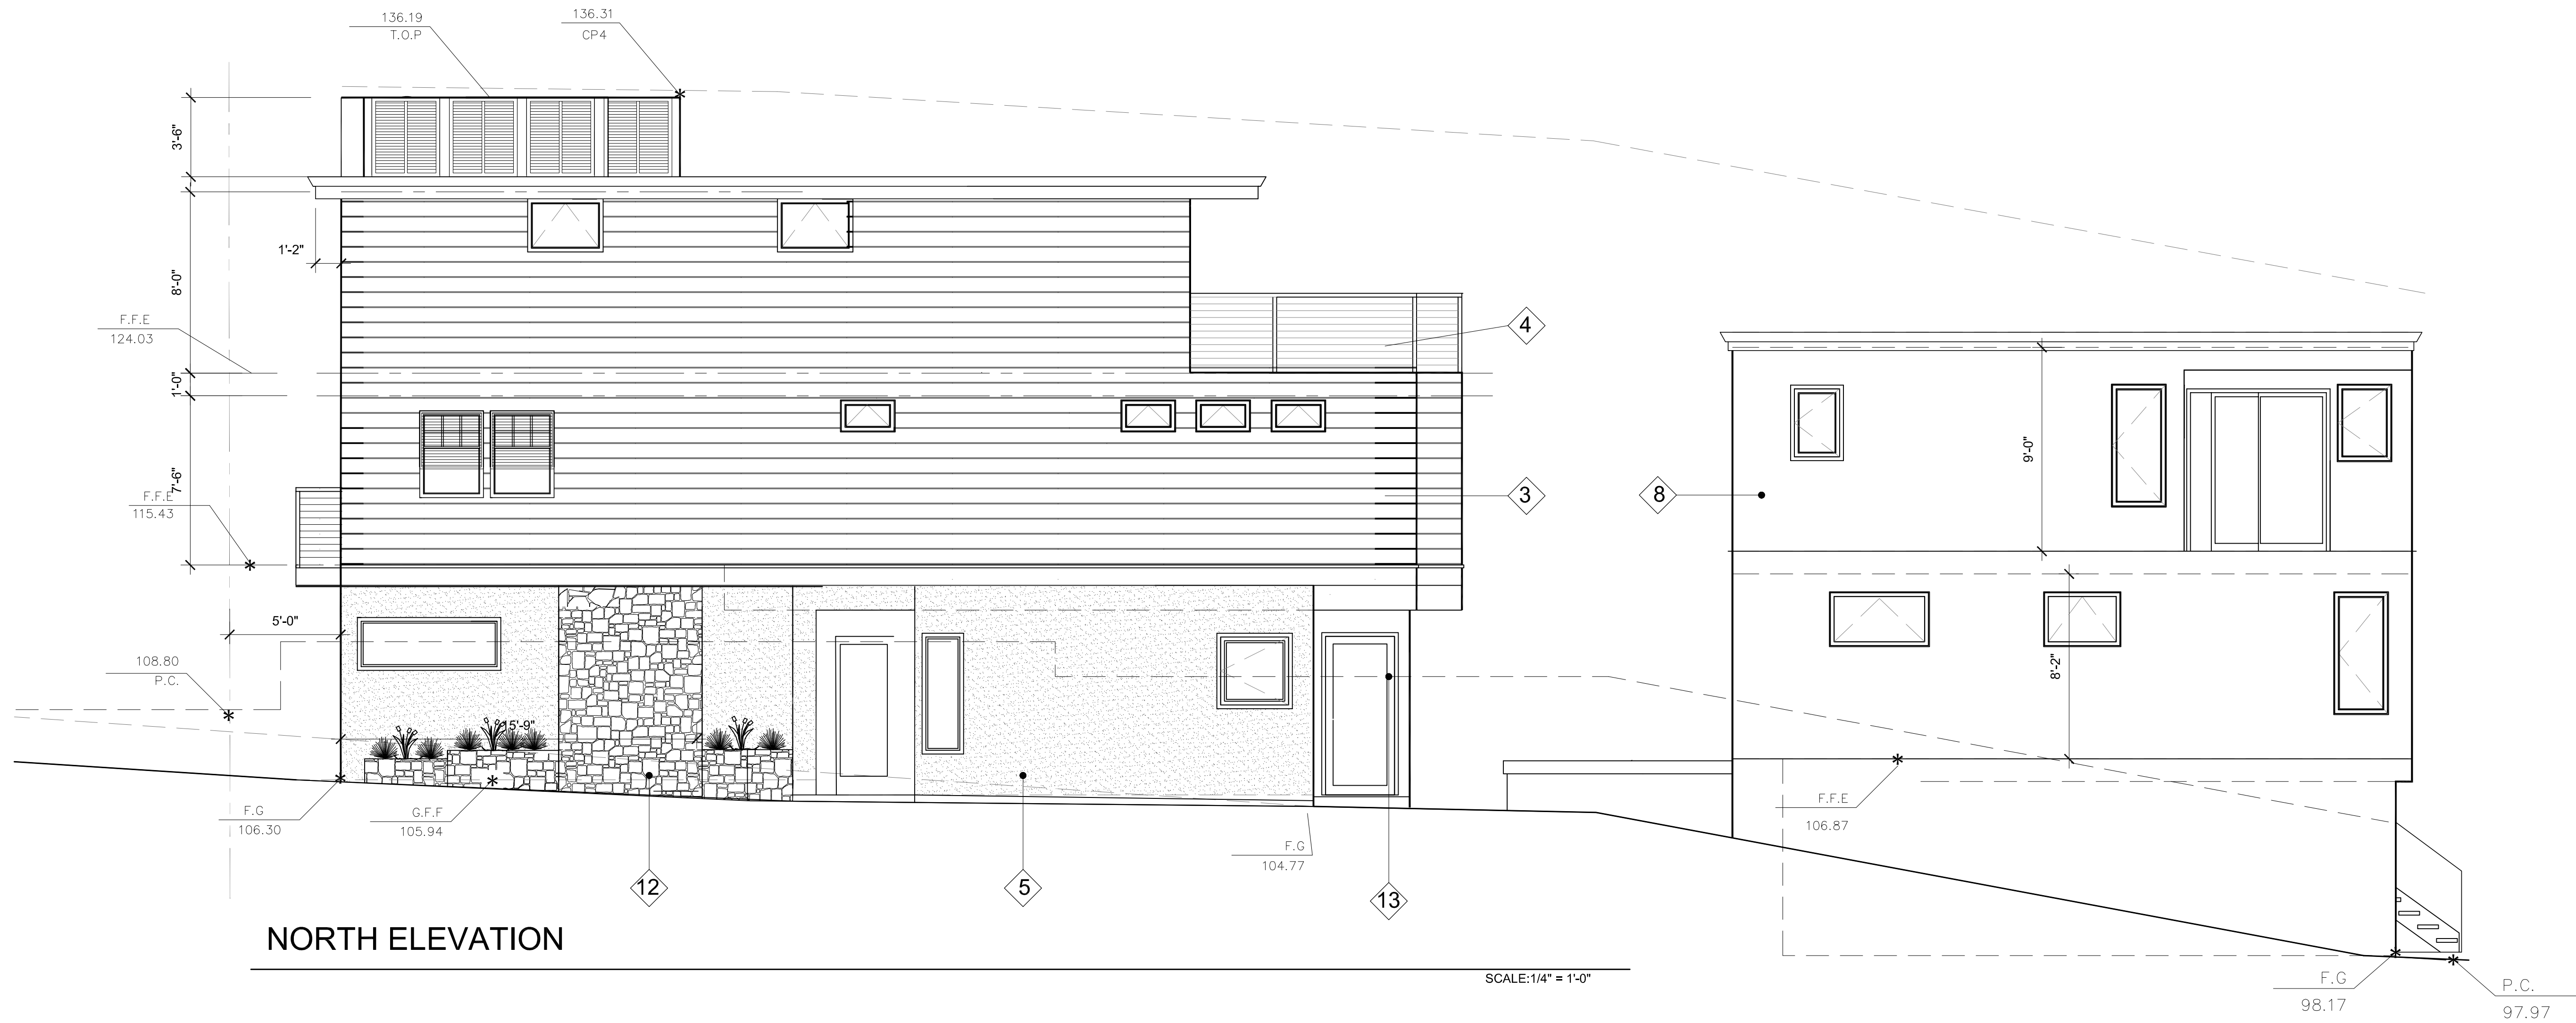 136.19
T.O.P
136.31
CP4
3'-6"
1'-2"
8'-0"
F.F.E
124.03
4
1'-0"
9'-0"
7'-6"
F.F.E
115.43
3
8
5'-0"
108.80
P.C.
8'-2"
15'-9"
F.G
106.30
G.F.F
105.94
F.F.E
106.87
F.G
104.77
12
5
13
NORTH ELEVATION
SCALE:1/4" = 1'-0"
F.G
98.17
P.C.
97.97